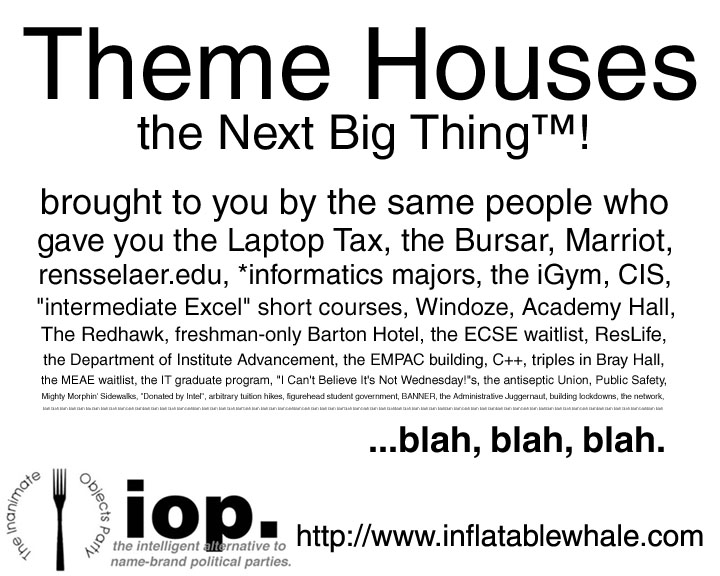 Theme Houses
the Next Big Thing™!
brought to you by the same people who
gave you the Laptop Tax, the Bursar, Marriot,
rensselaer.edu, *informatics majors, the iGym, CIS,
"intermediate Excel" short courses, Windoze, Academy Hall,
The Redhawk, freshman-only Barton Hotel, the ECSE waitlist, ResLife,
the Department of Institute Advancement, the EMPAC building, C++, triples in Bray Hall,
the MEAE waitlist, the IT graduate program, "I Can't Believe It's Not Wednesday!"s, the antiseptic Union, Public Safety,
Mighty Morphin' Sidewalks, "Donated by Intel", arbitrary tuition hikes, figurehead student government, BANNER, the Administrative Juggernaut, building lockdowns, the network,
...blah, blah, blah.
The Inanimate Objects Party
iop.
the intelligent alternative to
name-brand political parties.
http://www.inflatablewhale.com